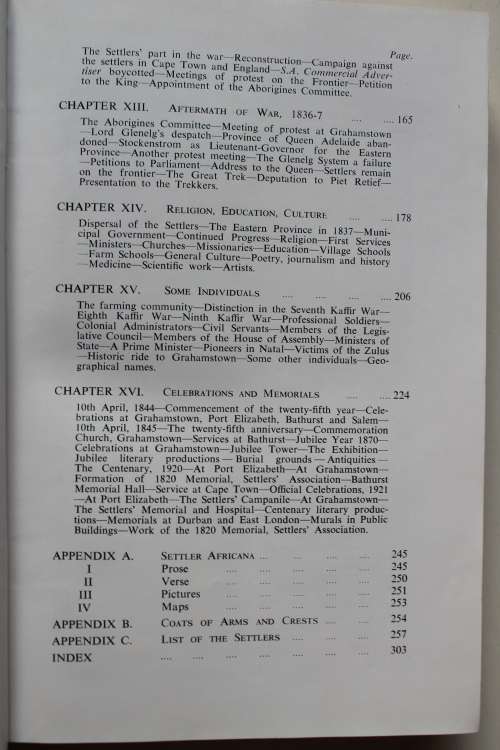 Page.
The Settlers' part in the war—Reconstruction—Campaign against
the settlers in Cape Town and England—S.A. Commercial Adver-
tiser boycotted—Meetings of protest on the Frontier—Petition
to the King—Appointment of the Aborigines Committee.
CHAPTER XIII. AFTERMATH OF WAR, 1836-7 .... .... 165
The Aborigines Committee—Meeting of protest at Grahamstown
—Lord Glenelg's despatch—Province of Queen Adelaide aban-
doned—Stockenstrom as Lieutenant-Governor for the Eastern
Province—Another protest meeting—The Glenelg System a failure
—Petitions to Parliament—Address to the Queen—Settlers remain
on the frontier—The Great Trek—Deputation to Piet Retief—
Presentation to the Trekkers.
CHAPTER XIV. RELIGION, EDUCATION, CULTURE .... .... 178
Dispersal of the Settlers—The Eastern Province in 1837—Muni-
cipal Government—Continued Progress—Religion—First Services
—Ministers—Churches—Missionaries—Education—Village Schools
—Farm Schools—General Culture—Poetry, journalism and history
—Medicine—Scientific work—Artists.
CHAPTER XV. SOME INDIVIDUALS .... .... .... .... 206
The farming community—Distinction in the Seventh Kaffir War—
Eighth Kaffir War—Ninth Kaffir War—Professional Soldiers—
Colonial Administrators—Civil Servants—Members of the Legis-
lative Council—Members of the House of Assembly—Ministers of
State—A Prime Minister—Pioneers in Natal—Victims of the Zulus
—Historic ride to Grahamstown—Some other individuals—Geo-
graphical names.
CHAPTER XVI. CELEBRATIONS AND MEMORIALS .... .... 224
10th April, 1844—Commencement of the twenty-fifth year—Cele-
brations at Grahamstown, Port Elizabeth, Bathurst and Salem—
10th April, 1845—The twenty-fifth anniversary—Commemoration
Church, Grahamstown—Services at Bathurst—Jubilee Year 1870—
Celebrations at Grahamstown—Jubilee Tower—The Exhibition—
Jubilee literary productions—Burial grounds—Antiquities—
The Centenary, 1920—At Port Elizabeth—At Grahamstown—
Formation of 1820 Memorial, Settlers' Association—Bathurst
Memorial Hall—Service at Cape Town—Official Celebrations, 1921
—At Port Elizabeth—The Settlers' Campanile—At Grahamstown—
The Settlers' Memorial and Hospital—Centenary literary produc-
tions—Memorials at Durban and East London—Murals in Public
Buildings—Work of the 1820 Memorial, Settlers' Association.
APPENDIX A. SETTLER AFRICANA ... .... .... .... 245
I Prose .... .... .... .... 245
II Verse .... .... .... .... 250
III Pictures .... .... .... .... 251
IV Maps .... .... .... .... 253
APPENDIX B. COATS OF ARMS AND CRESTS .... .... 254
APPENDIX C. LIST OF THE SETTLERS .... .... .... 257
INDEX .... .... .... .... .... .... .... 303